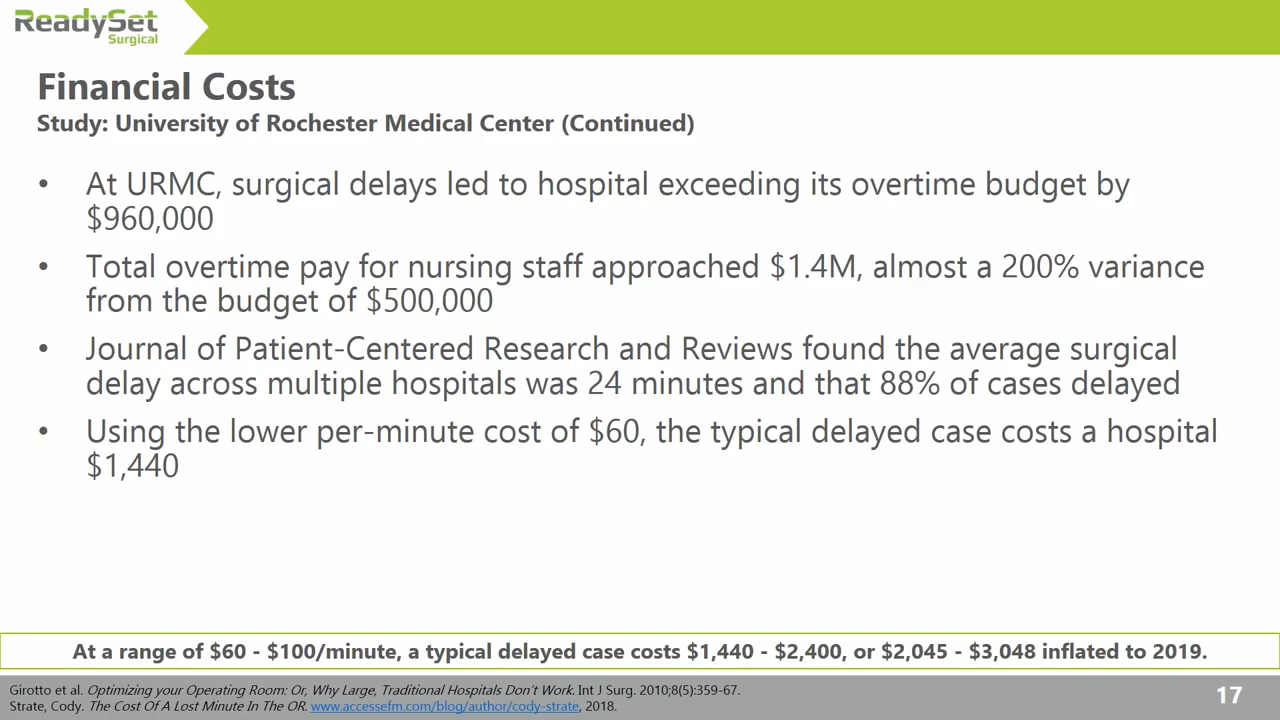 ReadySet
Surgical
Financial Costs
Study: University of Rochester Medical Center (Continued)
• At URMC, surgical delays led to hospital exceeding its overtime budget by
$960,000
• Total overtime pay for nursing staff approached $1.4M, almost a 200% variance
from the budget of $500,000
• Journal of Patient-Centered Research and Reviews found the average surgical
delay across multiple hospitals was 24 minutes and that 88% of cases delayed
• Using the lower per-minute cost of $60, the typical delayed case costs a hospital
$1,440
At a range of $60 - $100/minute, a typical delayed case costs $1,440 - $2,400, or $2,045 - $3,048 inflated to 2019.
Girotto et al. Optimizing your Operating Room: Or, Why Large, Traditional Hospitals Don't Work. Int J Surg. 2010;8(5):359-67.
Strate, Cody. The Cost Of A Lost Minute In The OR. www.accessefm.com/blog/author/cody-strate, 2018.
17